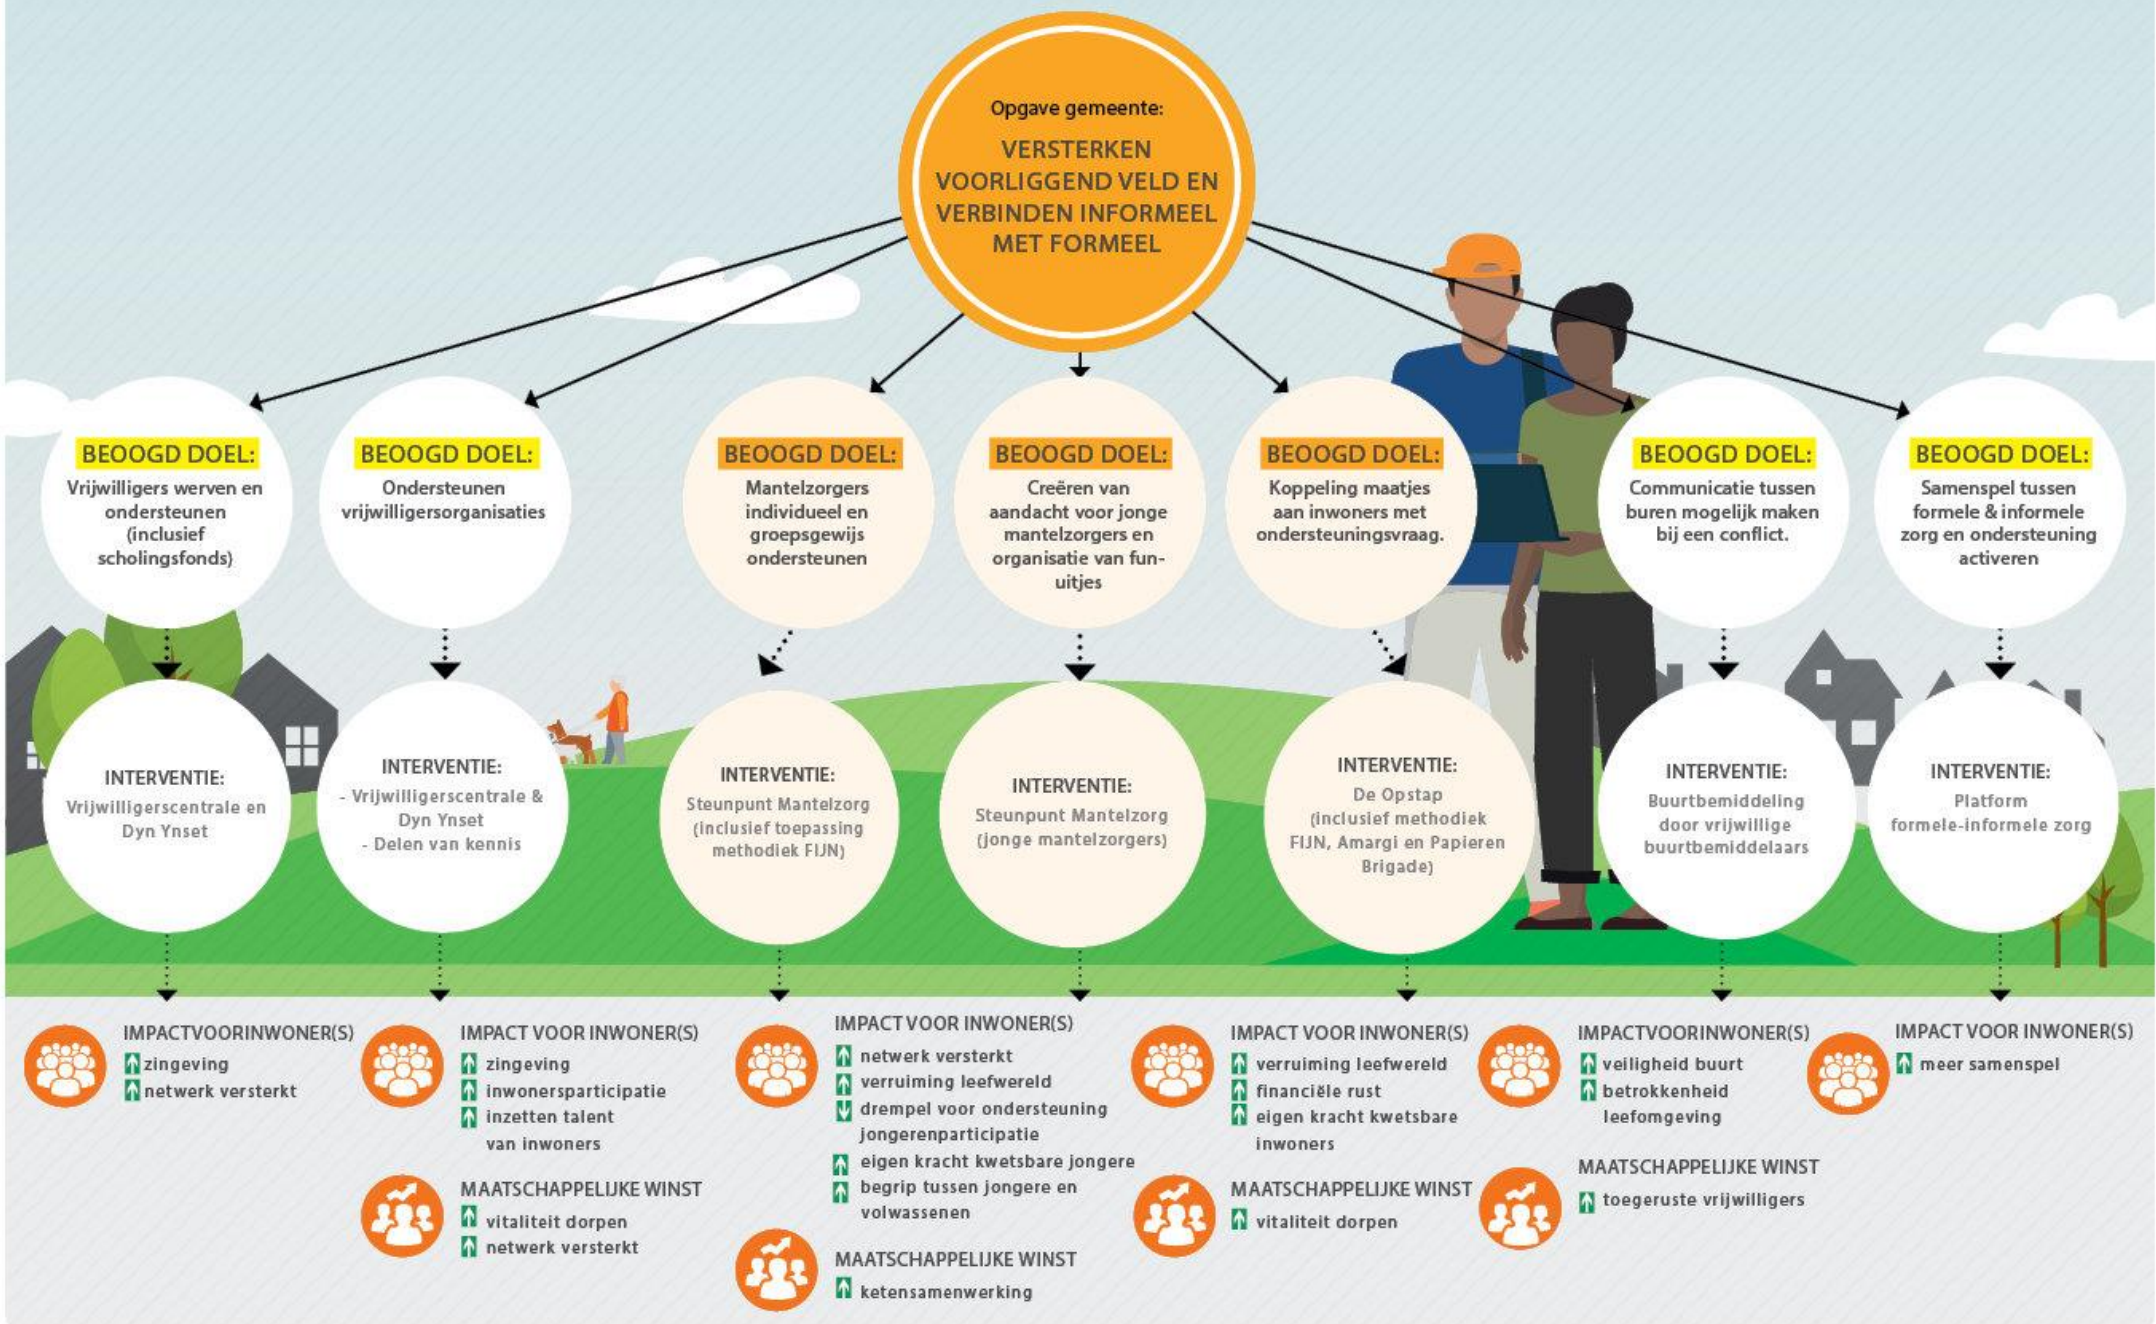 Opgave gemeente:
VERSTERKEN
VOORLIGGEND VELD EN
VERBINDEN INFORMEEL
MET FORMEEL
BEOOGD DOEL:
Vrijwilligers werven en
ondersteunen
(inclusief
scholingsfonds)
BEOOGD DOEL:
Ondersteunen
vrijwilligersorganisaties
BEOOGD DOEL:
Mantelzorgers
individueel en
groepsgewijs
ondersteunen
BEOOGD DOEL:
Creëren van
aandacht voor jonge
mantelzorgers en
organisatie van fun-
uitjes
BEOOGD DOEL:
Koppeling maatjes
aan inwoners met
ondersteuningsvraag.
BEOOGD DOEL:
Communicatie tussen
buren mogelijk maken
bij een conflict.
BEOOGD DOEL:
Samenspel tussen
formele & informele
zorg en ondersteuning
activeren
INTERVENTIE:
Vrijwilligerscentrale en
Dyn Ynset
INTERVENTIE:
- Vrijwilligerscentrale &
Dyn Ynset
- Delen van kennis
INTERVENTIE:
Steunpunt Mantelzorg
(inclusief toepassing
methodiek FIJN)
INTERVENTIE:
Steunpunt Mantelzorg
(jonge mantelzorgers)
INTERVENTIE:
De Opstap
(inclusief methodiek
FIJN, Amargi en Papieren
Brigade)
INTERVENTIE:
Buurtbemiddeling
door vrijwillige
buurtbemiddelaars
INTERVENTIE:
Platform
formele-informele zorg
IMPACTVOORINWONER(S)
zingeving
netwerk versterkt
IMPACT VOOR INWONER(S)
zingeving
inwonersparticipatie
inzetten talent
van inwoners
MAATSCHAPPELIJKE WINST
vitaliteit dorpen
netwerk versterkt
IMPACT VOOR INWONER(S)
netwerk versterkt
verruiming leefwereld
drempel voor ondersteuning
jongerenparticipatie
eigen kracht kwetsbare jongere
begrip tussen jongere en
volwassenen
MAATSCHAPPELIJKE WINST
ketensamenwerking
IMPACT VOOR INWONER(S)
verruiming leefwereld
financiële rust
eigen kracht kwetsbare
inwoners
MAATSCHAPPELIJKE WINST
vitaliteit dorpen
IMPACTVOORINWONER(S)
veiligheid buurt
betrokkenheid
leefomgeving
MAATSCHAPPELIJKE WINST
toegeruste vrijwilligers
IMPACT VOOR INWONER(S)
meer samenspel